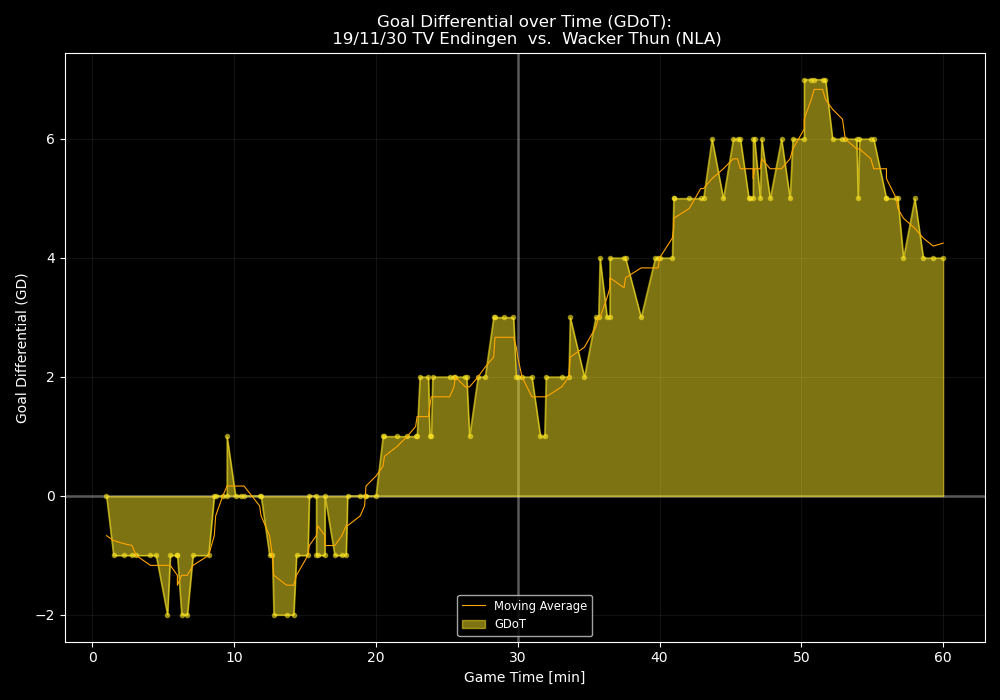 Goal Differential over Time (GDoT):
19/11/30 TV Endingen  vs.  Wacker Thun (NLA)
Goal Differential (GD)
6
4
2
0
−2
Moving Average
GDoT
0 10 20 30 40 50 60
Game Time [min]